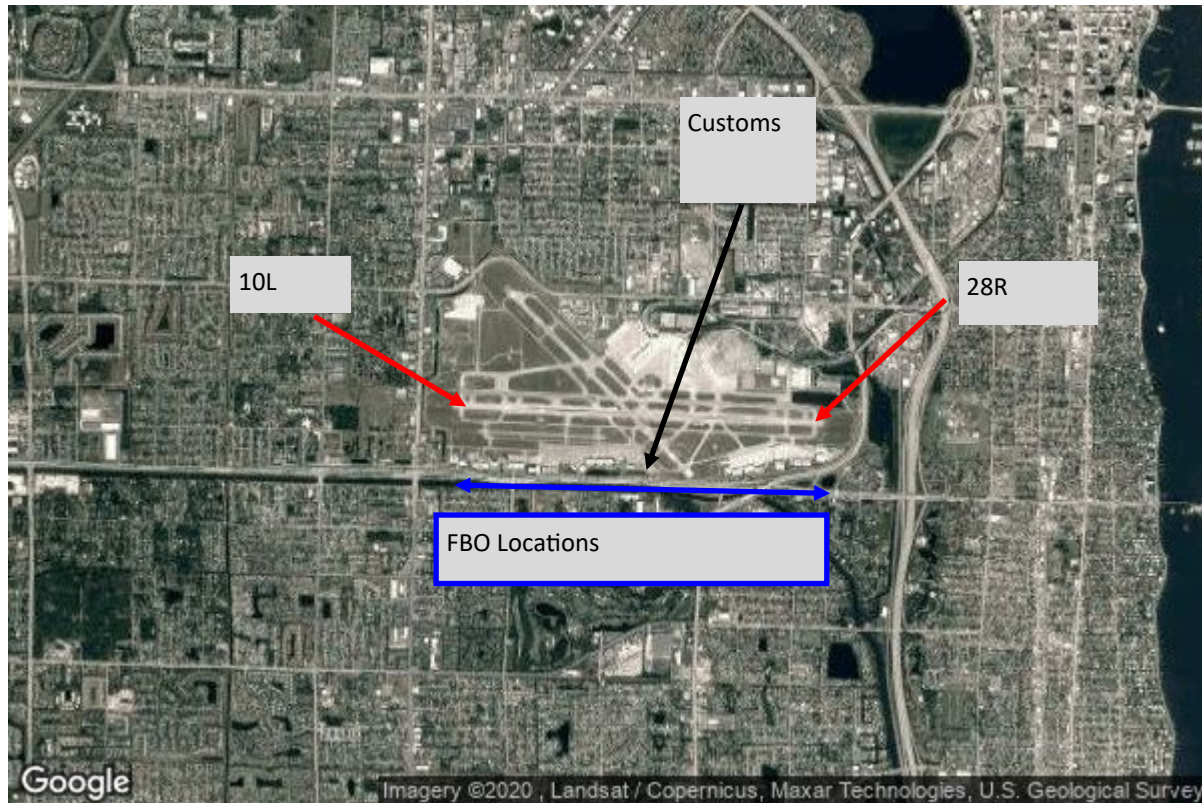 Customs
10L
28R
FBO Locations
Google
Imagery ©2020 , Landsat / Copernicus, Maxar Technologies, U.S. Geological Survey